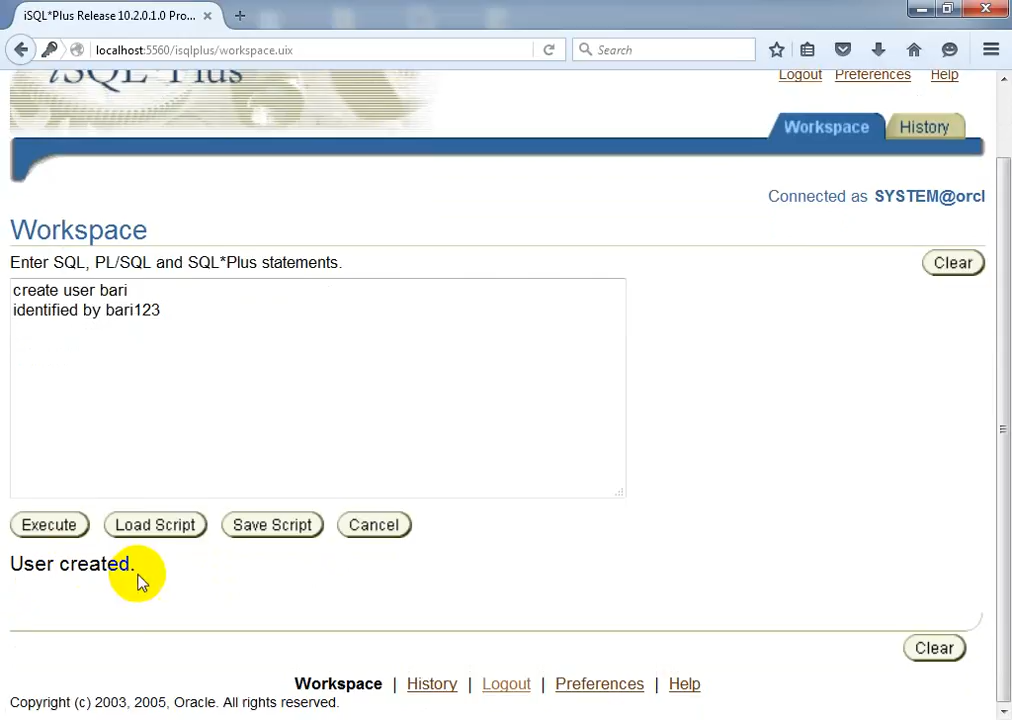 iSQL*Plus Release 10.2.0.1.0 Pro...
localhost:5560/isqlplus/workspace.uix
Search
iSQL*Plus
Logout Preferences Help
Workspace History
Connected as SYSTEM@orcl
Workspace
Enter SQL, PL/SQL and SQL*Plus statements.
Clear
create user bari
identified by bari123
Execute Load Script Save Script Cancel
User created.
Clear
Workspace | History | Logout | Preferences | Help
Copyright (c) 2003, 2005, Oracle. All rights reserved.